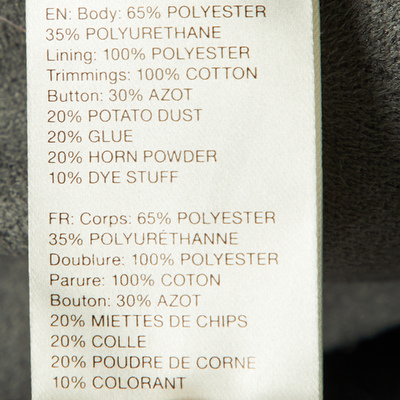 EN: Body: 65% POLYESTER
35% POLYURETHANE
Lining: 100% POLYESTER
Trimmings: 100% COTTON
Button: 30% AZOT
20% POTATO DUST
20% GLUE
20% HORN POWDER
10% DYE STUFF
FR: Corps: 65% POLYESTER
35% POLYURÉTHANNE
Doublure: 100% POLYESTER
Parure: 100% COTON
Bouton: 30% AZOT
20% MIETTES DE CHIPS
20% COLLE
20% POUDRE DE CORNE
10% COLORANT